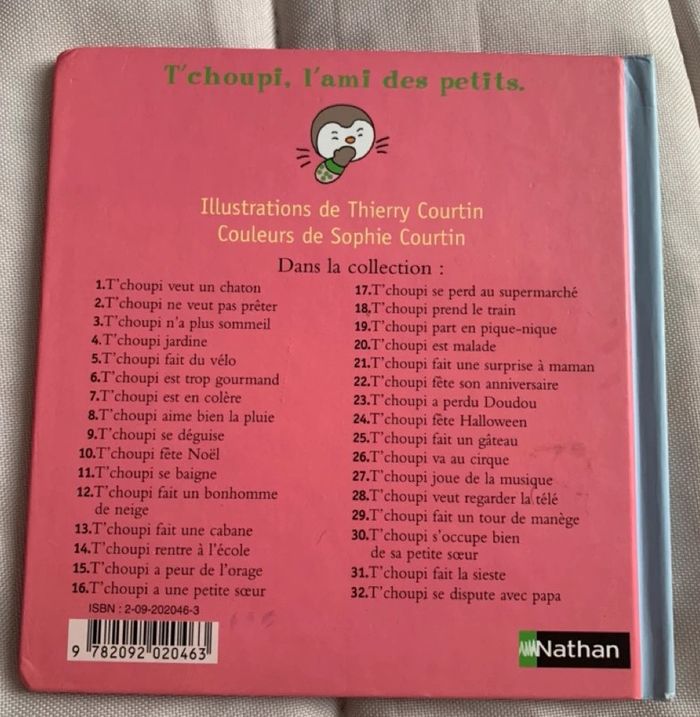 T'choupi, l'ami des petits.
Illustrations de Thierry Courtin
Couleurs de Sophie Courtin
Dans la collection :
1.T'choupi veut un chaton
2.T'choupi ne veut pas prêter
3.T'choupi n'a plus sommeil
4.T'choupi jardine
5.T'choupi fait du vélo
6.T'choupi est trop gourmand
7.T'choupi est en colère
8.T'choupi aime bien la pluie
9.T'choupi se déguise
10.T'choupi fête Noël
11.T'choupi se baigne
12.T'choupi fait un bonhomme
de neige
13.T'choupi fait une cabane
14.T'choupi rentre à l'école
15.T'choupi a peur de l'orage
16.T'choupi a une petite sœur
17.T'choupi se perd au supermarché
18.T'choupi prend le train
19.T'choupi part en pique-nique
20.T'choupi est malade
21.T'choupi fait une surprise à maman
22.T'choupi fête son anniversaire
23.T'choupi a perdu Doudou
24.T'choupi fête Halloween
25.T'choupi fait un gâteau
26.T'choupi va au cirque
27.T'choupi joue de la musique
28.T'choupi veut regarder la télé
29.T'choupi fait un tour de manège
30.T'choupi s'occupe bien
de sa petite sœur
31.T'choupi fait la sieste
32.T'choupi se dispute avec papa
ISBN : 2-09-202046-3
9 782092 020463
Nathan